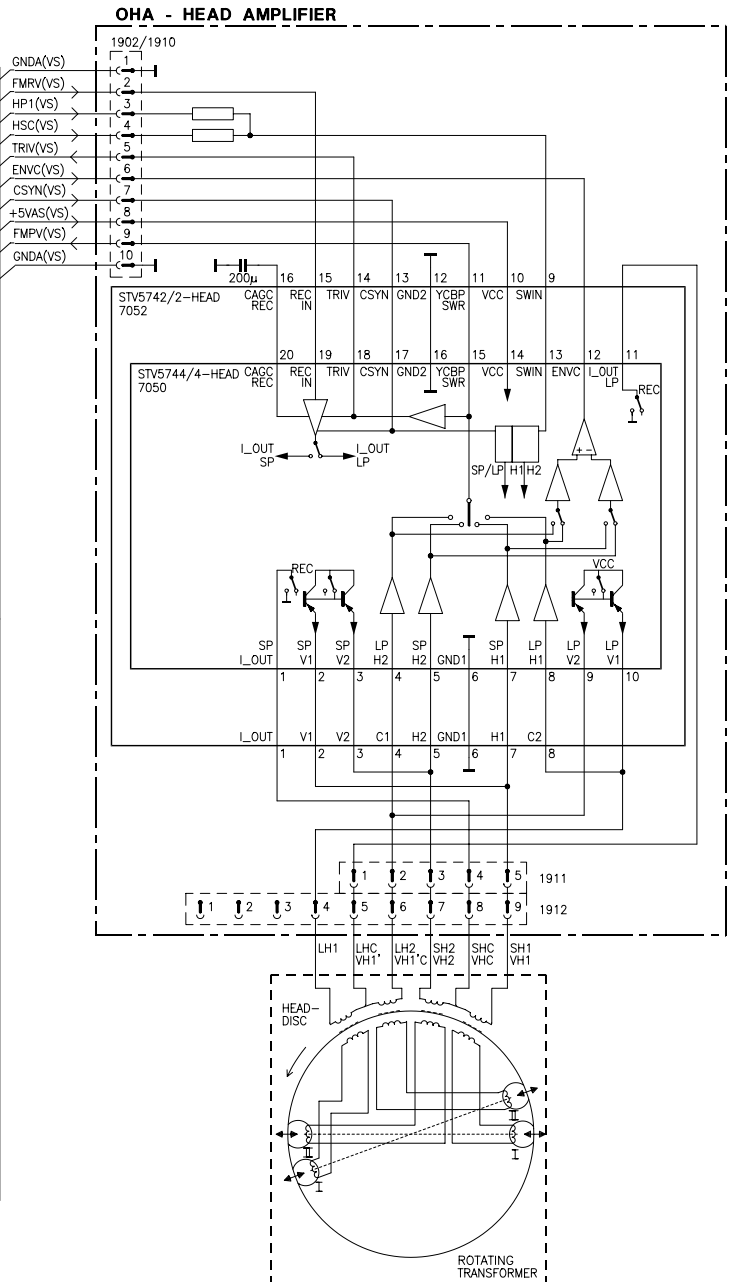 OHA - HEAD AMPLIFIER
1902/1910
GNDA(VS) 1
FMRV(VS) 2
HP1(VS) 3
HSC(VS) 4
TRIV(VS) 5
ENVC(VS) 6
CSYN(VS) 7
+5VAS(VS) 8
FMPV(VS) 9
GNDA(VS) 10
200µ
16 15 14 13 12 11 10 9
STV5742/2-HEAD
7052
CAGC REC
REC IN
TRIV
CSYN
GND2
YCBP SWR
VCC
SWIN
20 19 18 17 16 15 14 13 12 11
STV5744/4-HEAD
7050
CAGC REC
REC IN
TRIV
CSYN
GND2
YCBP SWR
VCC
SWIN
ENVC
I_OUT LP
REC
I_OUT SP
I_OUT LP
SP/LP H1 H2
+ -
REC
VCC
SP I_OUT
SP V1
SP V2
LP H2
SP H2
GND1
SP H1
LP H1
LP V2
LP V1
1 2 3 4 5 6 7 8 9 10
I_OUT V1 V2 C1 H2 GND1 H1 C2
1 2 3 4 5 6 7 8
1 2 3 4 5 1911
1 2 3 4 5 6 7 8 9 1912
LH1
LHC VH1'
LH2 VH1'C
SH2 VH2
SHC VHC
SH1 VH1
HEAD-
DISC
ROTATING
TRANSFORMER